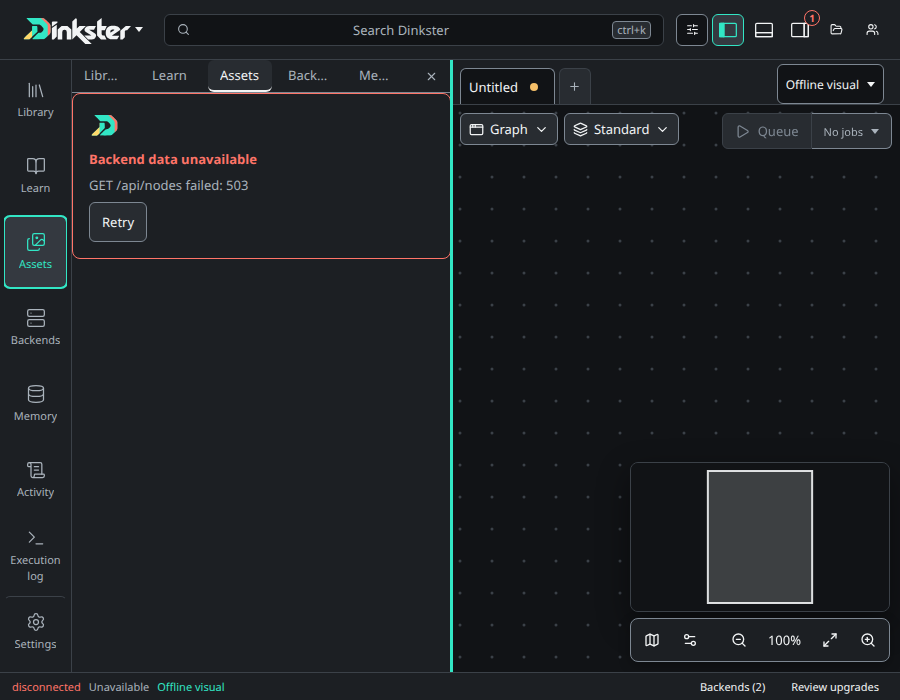 Dinkster
Search Dinkster
ctrl+k
1
Libr...
Learn
Assets
Back...
Me...
Untitled
Offline visual
Library
Learn
Assets
Backends
Memory
Activity
Execution
log
Settings
Backend data unavailable
GET /api/nodes failed: 503
Retry
Graph
Standard
Queue
No jobs
100%
disconnected
Unavailable
Offline visual
Backends (2)
Review upgrades